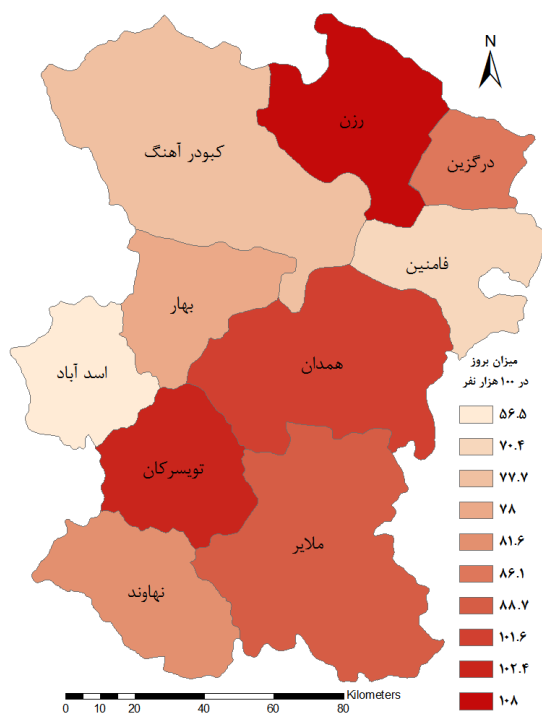 N
رزن
کبودر آهنگ
درگزین
فامنین
بهار
همدان
اسد آباد
تویسرکان
ملایر
نهاوند
میزان بروز
در ۱۰۰ هزار نفر
۵۶.۵
۷۰.۴
۷۷.۷
۷۸
۸۱.۶
۸۶.۱
۸۸.۷
۱۰۱.۶
۱۰۲.۴
۱۰۸
Kilometers
0 10 20 40 60 80